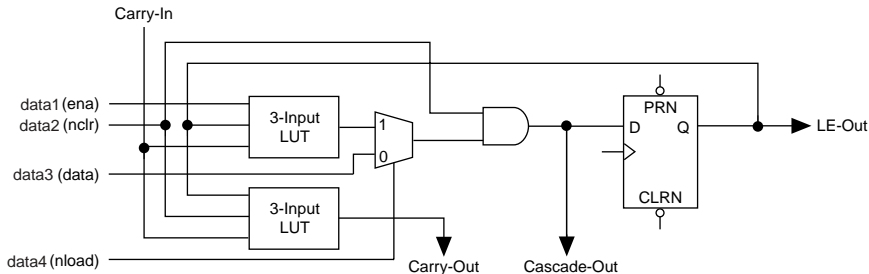 Carry-In
data1 (ena)
data2 (nclr)
3-Input
LUT
1
0
PRN
D
Q
LE-Out
data3 (data)
3-Input
LUT
CLRN
data4 (nload)
Carry-Out
Cascade-Out